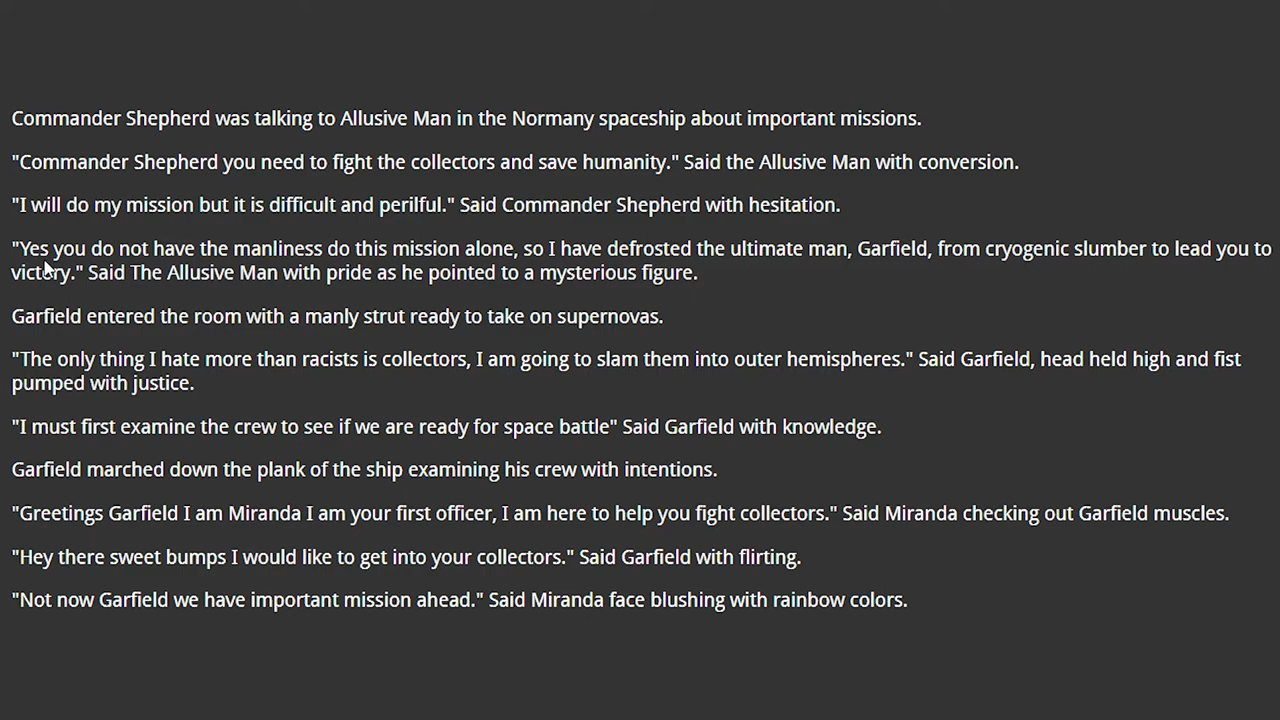 Commander Shepherd was talking to Allusive Man in the Normany spaceship about important missions.
"Commander Shepherd you need to fight the collectors and save humanity." Said the Allusive Man with conversion.
"I will do my mission but it is difficult and perilful." Said Commander Shepherd with hesitation.
"Yes you do not have the manliness do this mission alone, so I have defrosted the ultimate man, Garfield, from cryogenic slumber to lead you to
victory." Said The Allusive Man with pride as he pointed to a mysterious figure.
Garfield entered the room with a manly strut ready to take on supernovas.
"The only thing I hate more than racists is collectors, I am going to slam them into outer hemispheres." Said Garfield, head held high and fist
pumped with justice.
"I must first examine the crew to see if we are ready for space battle" Said Garfield with knowledge.
Garfield marched down the plank of the ship examining his crew with intentions.
"Greetings Garfield I am Miranda I am your first officer, I am here to help you fight collectors." Said Miranda checking out Garfield muscles.
"Hey there sweet bumps I would like to get into your collectors." Said Garfield with flirting.
"Not now Garfield we have important mission ahead." Said Miranda face blushing with rainbow colors.